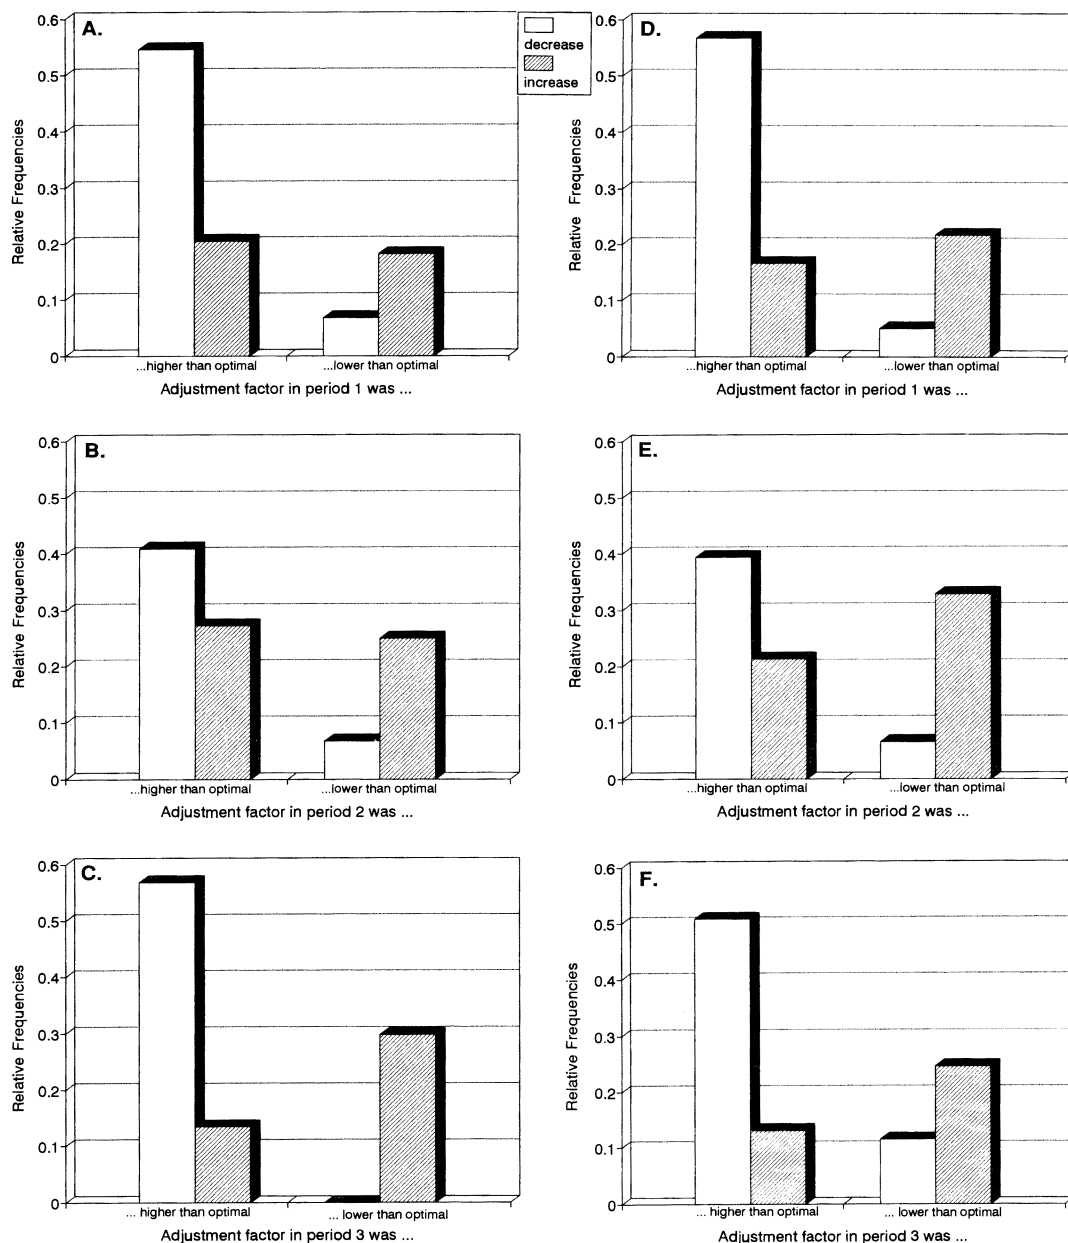 A.
0.6
0.5
0.4
0.3
0.2
0.1
0
Relative Frequencies
...higher than optimal
...lower than optimal
Adjustment factor in period 1 was ...
decrease
increase
D.
0.6
0.5
0.4
0.3
0.2
0.1
0
Relative Frequencies
...higher than optimal
...lower than optimal
Adjustment factor in period 1 was ...
B.
0.6
0.5
0.4
0.3
0.2
0.1
0
Relative Frequencies
...higher than optimal
...lower than optimal
Adjustment factor in period 2 was ...
E.
0.6
0.5
0.4
0.3
0.2
0.1
0
Relative Frequencies
...higher than optimal
...lower than optimal
Adjustment factor in period 2 was ...
C.
0.6
0.5
0.4
0.3
0.2
0.1
0
Relative Frequencies
... higher than optimal
... lower than optimal
Adjustment factor in period 3 was ...
F.
0.6
0.5
0.4
0.3
0.2
0.1
0
Relative Frequencies
... higher than optimal
... lower than optimal
Adjustment factor in period 3 was ...